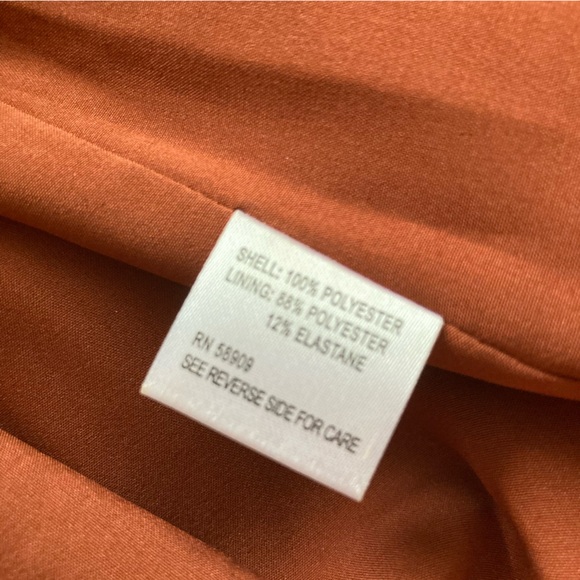 SHELL: 100% POLYESTER
LINING: 88% POLYESTER
12% ELASTANE
RN 58909
SEE REVERSE SIDE FOR CARE